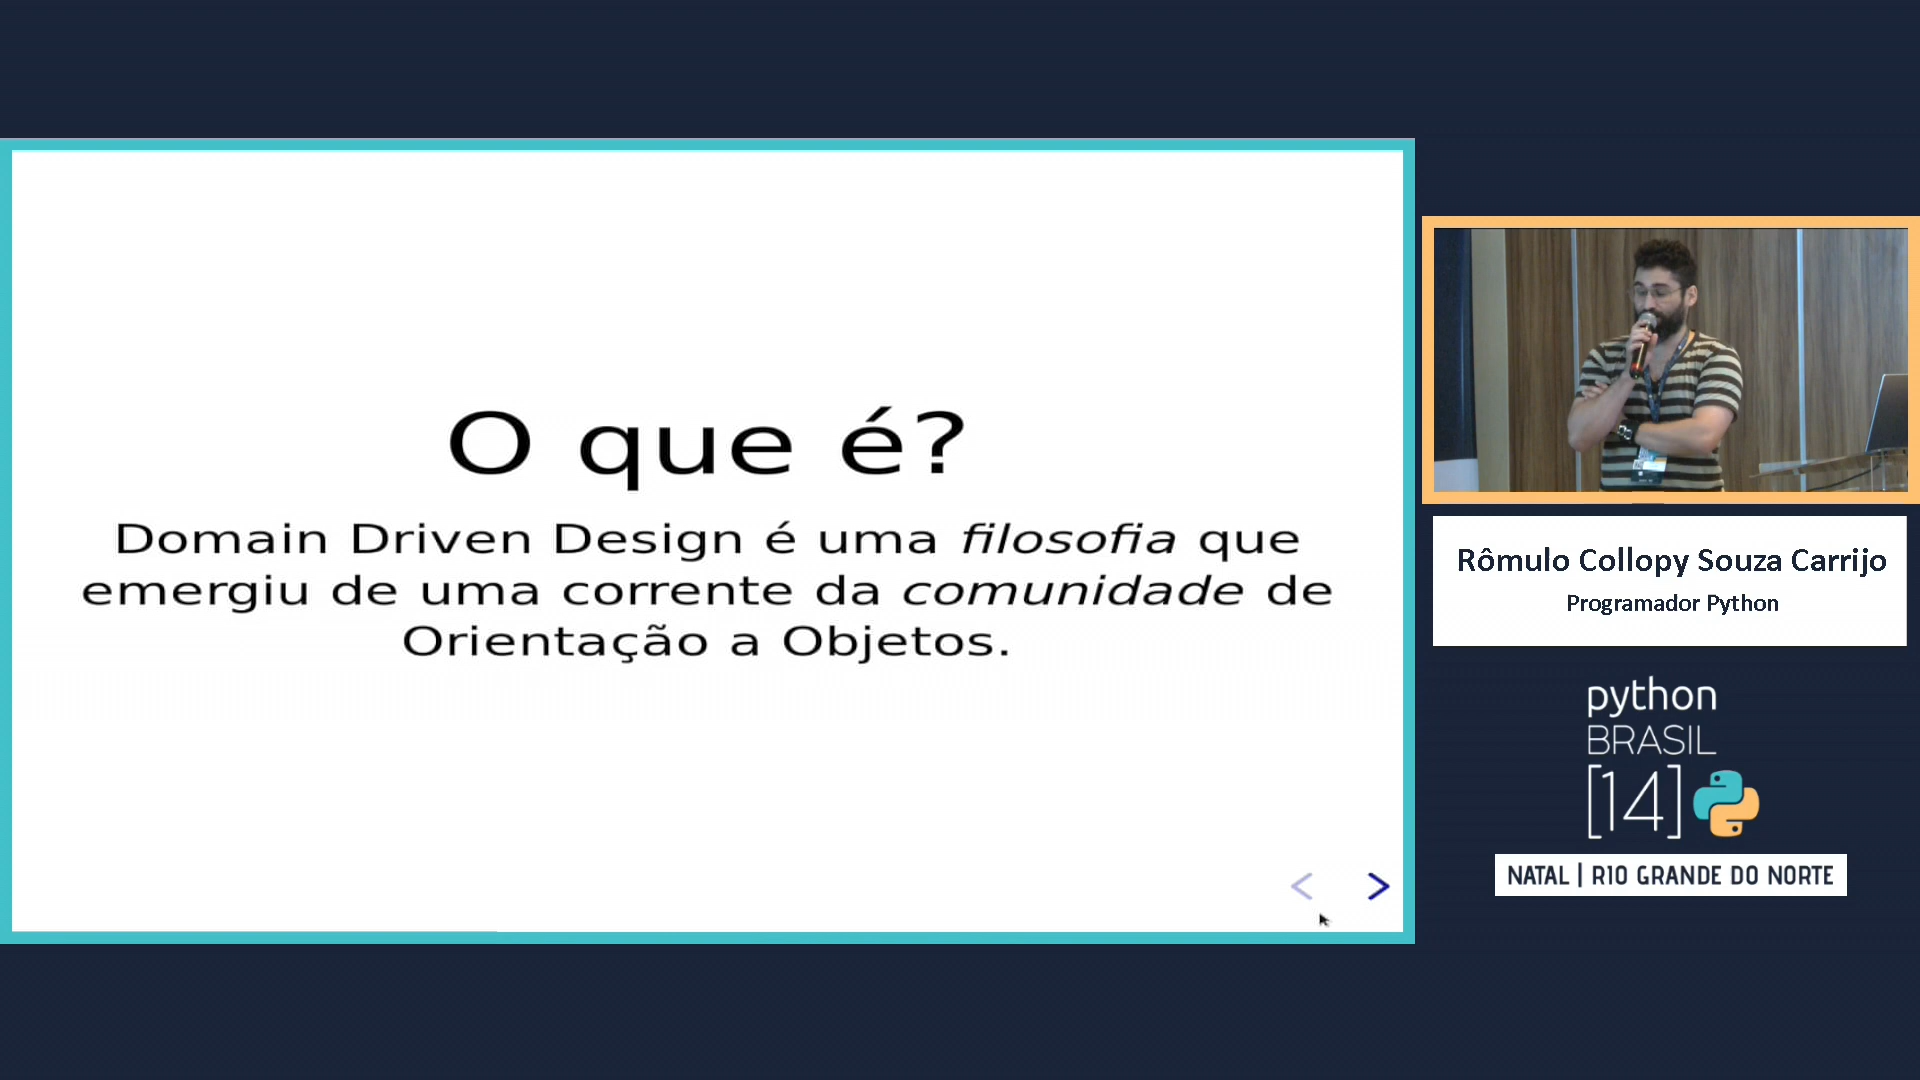 O que é?
Domain Driven Design é uma filosofia que
emergiu de uma corrente da comunidade de
Orientação a Objetos.
< >
Rômulo Collopy Souza Carrijo
Programador Python
python
BRASIL
[14]
NATAL | RIO GRANDE DO NORTE